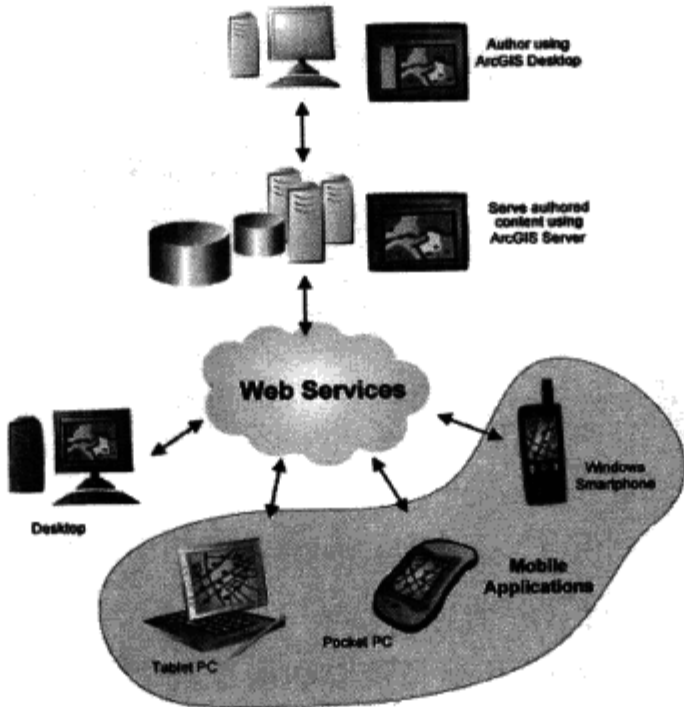 Author using
ArcGIS Desktop
Serve authored
content using
ArcGIS Server
Web Services
Desktop
Windows
Smartphone
Mobile
Applications
Pocket PC
Tablet PC